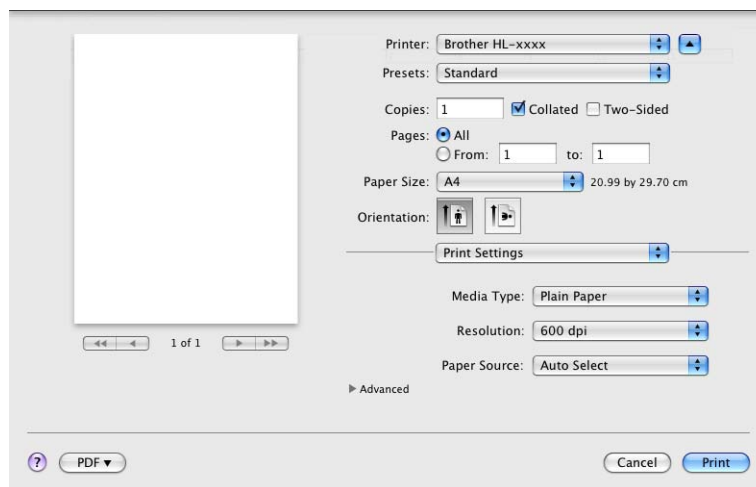 Printer: Brother HL-xxxx
Presets: Standard
Copies: 1 Collated Two-Sided
Pages: All
From: 1 to: 1
Paper Size: A4 20.99 by 29.70 cm
Orientation:
Print Settings
Media Type: Plain Paper
Resolution: 600 dpi
Paper Source: Auto Select
Advanced
1 of 1
? PDF Cancel Print